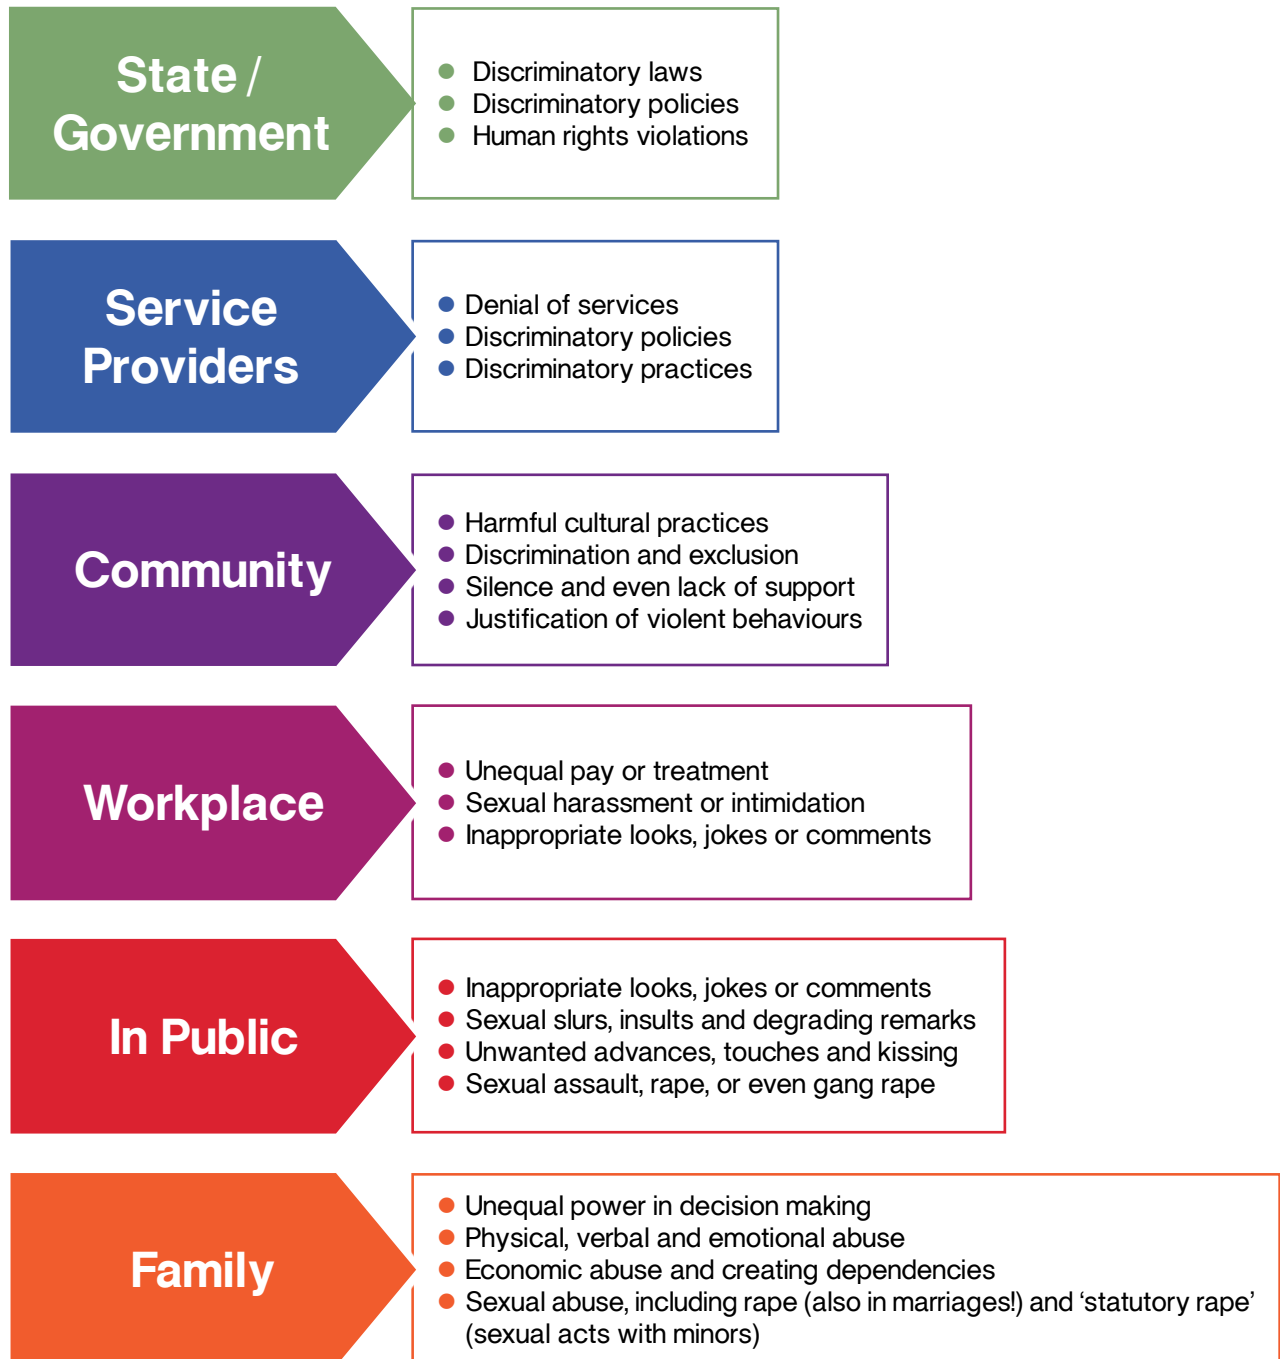 State /
Government
● Discriminatory laws
● Discriminatory policies
● Human rights violations
Service
Providers
● Denial of services
● Discriminatory policies
● Discriminatory practices
Community
● Harmful cultural practices
● Discrimination and exclusion
● Silence and even lack of support
● Justification of violent behaviours
Workplace
● Unequal pay or treatment
● Sexual harassment or intimidation
● Inappropriate looks, jokes or comments
In Public
● Inappropriate looks, jokes or comments
● Sexual slurs, insults and degrading remarks
● Unwanted advances, touches and kissing
● Sexual assault, rape, or even gang rape
Family
● Unequal power in decision making
● Physical, verbal and emotional abuse
● Economic abuse and creating dependencies
● Sexual abuse, including rape (also in marriages!) and ‘statutory rape’
(sexual acts with minors)